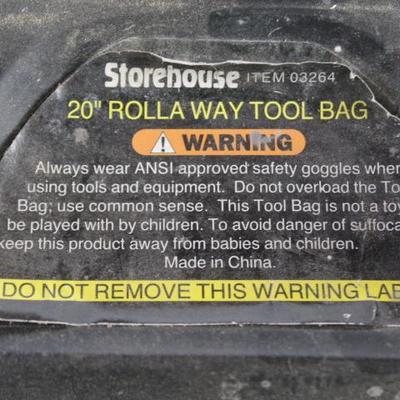 Storehouse ITEM 03264
20" ROLLA WAY TOOL BAG
WARNING
Always wear ANSI approved safety goggles when
using tools and equipment. Do not overload the To
Bag; use common sense. This Tool Bag is not a toy
be played with by children. To avoid danger of suffoca
keep this product away from babies and children.
Made in China.
DO NOT REMOVE THIS WARNING LAB